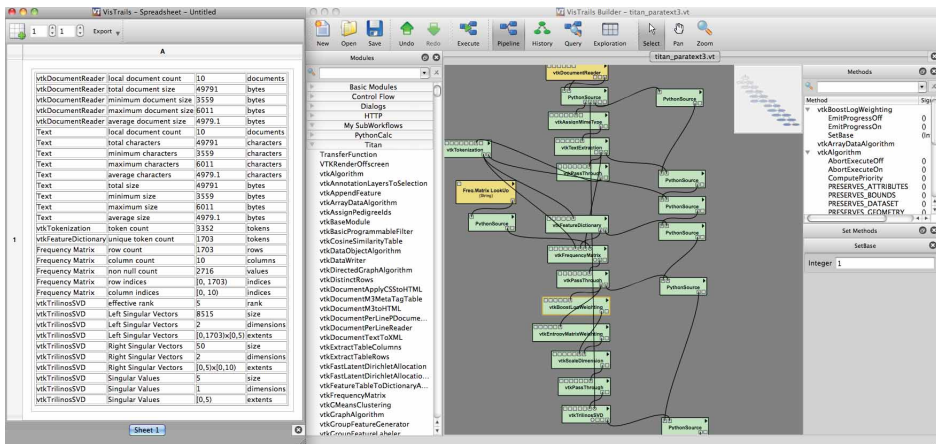 VisTrails – Spreadsheet – Untitled
1 1 Export
A
1
vtkDocumentReader local document count 10 documents
vtkDocumentReader total document size 49791 bytes
vtkDocumentReader minimum document size 3559 bytes
vtkDocumentReader maximum document size 6011 bytes
vtkDocumentReader average document size 4979.1 bytes
Text local document count 10 documents
Text total characters 49791 characters
Text minimum characters 3559 characters
Text maximum characters 6011 characters
Text average characters 4979.1 characters
Text total size 49791 bytes
Text minimum size 3559 bytes
Text maximum size 6011 bytes
Text average size 4979.1 bytes
vtkTokenization token count 3352 tokens
vtkFeatureDictionary unique token count 1703 tokens
Frequency Matrix row count 1703 rows
Frequency Matrix column count 10 columns
Frequency Matrix non null count 2716 values
Frequency Matrix row indices [0, 1703) indices
Frequency Matrix column indices [0, 10) indices
vtkTrilinosSVD effective rank 5 rank
vtkTrilinosSVD Left Singular Vectors 8515 size
vtkTrilinosSVD Left Singular Vectors 2 dimensions
vtkTrilinosSVD Left Singular Vectors [0,1703)x[0,5) extents
vtkTrilinosSVD Right Singular Vectors 50 size
vtkTrilinosSVD Right Singular Vectors 2 dimensions
vtkTrilinosSVD Right Singular Vectors [0,5)x[0,10) extents
vtkTrilinosSVD Singular Values 5 size
vtkTrilinosSVD Singular Values 1 dimensions
vtkTrilinosSVD Singular Values [0,5) extents
Sheet 1
VisTrails Builder – titan_paratext3.vt
New Open Save Undo Redo Execute Pipeline History Query Exploration Select Pan Zoom
titan_paratext3.vt
Modules
Basic Modules
Control Flow
Dialogs
HTTP
My SubWorkflows
PythonCalc
Titan
TransferFunction
VTKRenderOffscreen
vtkAlgorithm
vtkAnnotationLayersToSelection
vtkAppendFeature
vtkArrayDataAlgorithm
vtkAssignPedigreeIds
vtkBaseModule
vtkBasicProgrammableFilter
vtkCosineSimilarityTable
vtkDataObjectAlgorithm
vtkDataWriter
vtkDirectedGraphAlgorithm
vtkDistinctRows
vtkDocumentApplyCSStoHTML
vtkDocumentM3MetaTagTable
vtkDocumentM3toHTML
vtkDocumentPerLinePDocume...
vtkDocumentPerLineReader
vtkDocumentTextToXML
vtkExtractTableColumns
vtkExtractTableRows
vtkFastLatentDirichletAllocation
vtkFastLatentDirichletAllocatio...
vtkFeatureTableToDictionaryA...
vtkFrequencyMatrix
vtkGMeansClustering
vtkGraphAlgorithm
vtkGroupFeatureGenerator
vtkGroupFeatureLabeler
vtkDocumentReader
PythonSource
PythonSource
vtkAssignMimeType
vtkTokenization
vtkTextExtraction
vtkPassThrough
PythonSource
Freq.Matrix LookUp
(String)
PythonSource
PythonSource
vtkFeatureDictionary
PythonSource
vtkFrequencyMatrix
vtkPassThrough
PythonSource
vtkBoostLogWeighting
vtkEntropyMatrixWeighting
vtkScaleDimension
vtkPassThrough
vtkTrilinosSVD
PythonSource
Methods
Method
vtkBoostLogWeighting
EmitProgressOff ()
EmitProgressOn ()
SetBase (In
vtkArrayDataAlgorithm
vtkAlgorithm
AbortExecuteOff ()
AbortExecuteOn ()
ComputePriority ()
PRESERVES_ATTRIBUTES ()
PRESERVES_BOUNDS ()
PRESERVES_DATASET ()
PRESERVES_GEOMETRY ()
Set Methods
SetBase
Integer 1